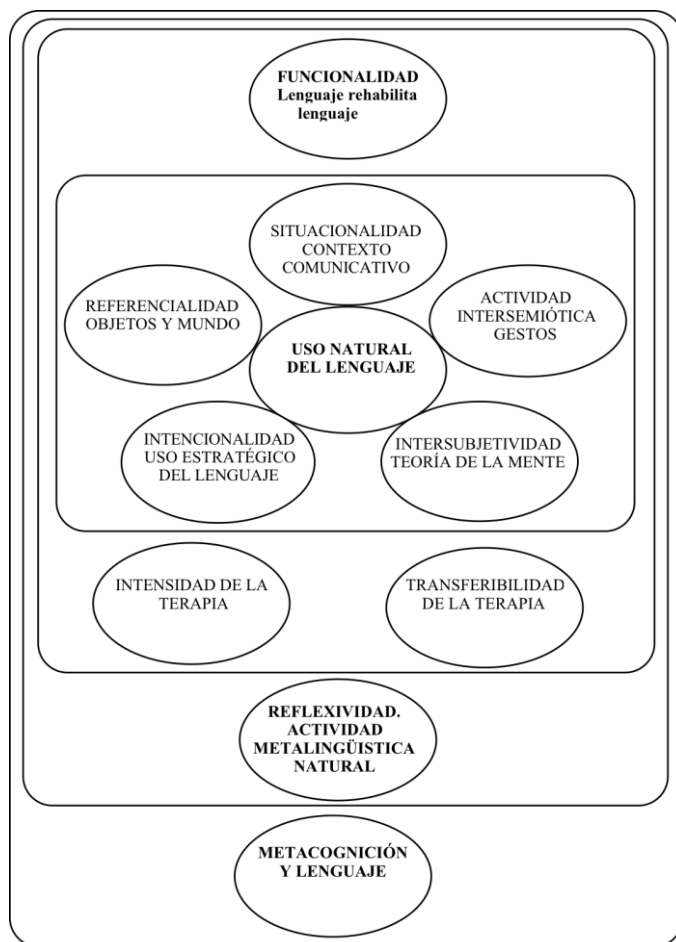 FUNCIONALIDAD
Lenguaje rehabilita
lenguaje
SITUACIONALIDAD
CONTEXTO
COMUNICATIVO
REFERENCIALIDAD
OBJETOS Y MUNDO
ACTIVIDAD
INTERSEMIÓTICA
GESTOS
USO NATURAL
DEL LENGUAJE
INTENCIONALIDAD
USO ESTRATÉGICO
DEL LENGUAJE
INTERSUBJETIVIDAD
TEORÍA DE LA MENTE
INTENSIDAD DE LA
TERAPIA
TRANSFERIBILIDAD
DE LA TERAPIA
REFLEXIVIDAD.
ACTIVIDAD
METALINGÜISTICA
NATURAL
METACOGNICIÓN
Y LENGUAJE